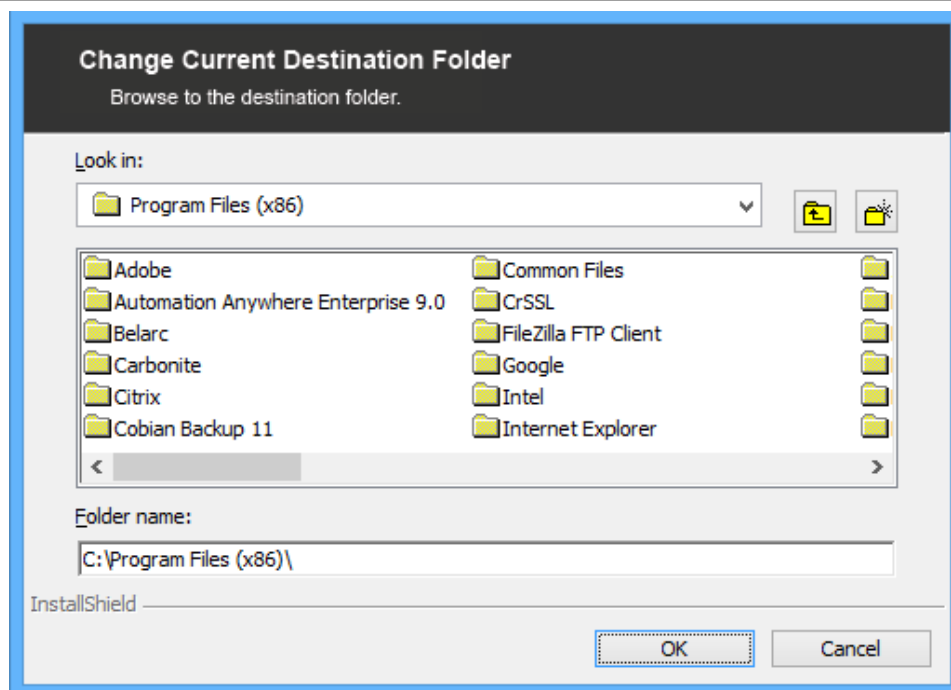 Change Current Destination Folder
Browse to the destination folder.
Look in:
Program Files (x86)
Adobe
Automation Anywhere Enterprise 9.0
Belarc
Carbonite
Citrix
Cobian Backup 11
Common Files
CrSSL
FileZilla FTP Client
Google
Intel
Internet Explorer
Folder name:
C:\Program Files (x86)\
InstallShield
OK
Cancel